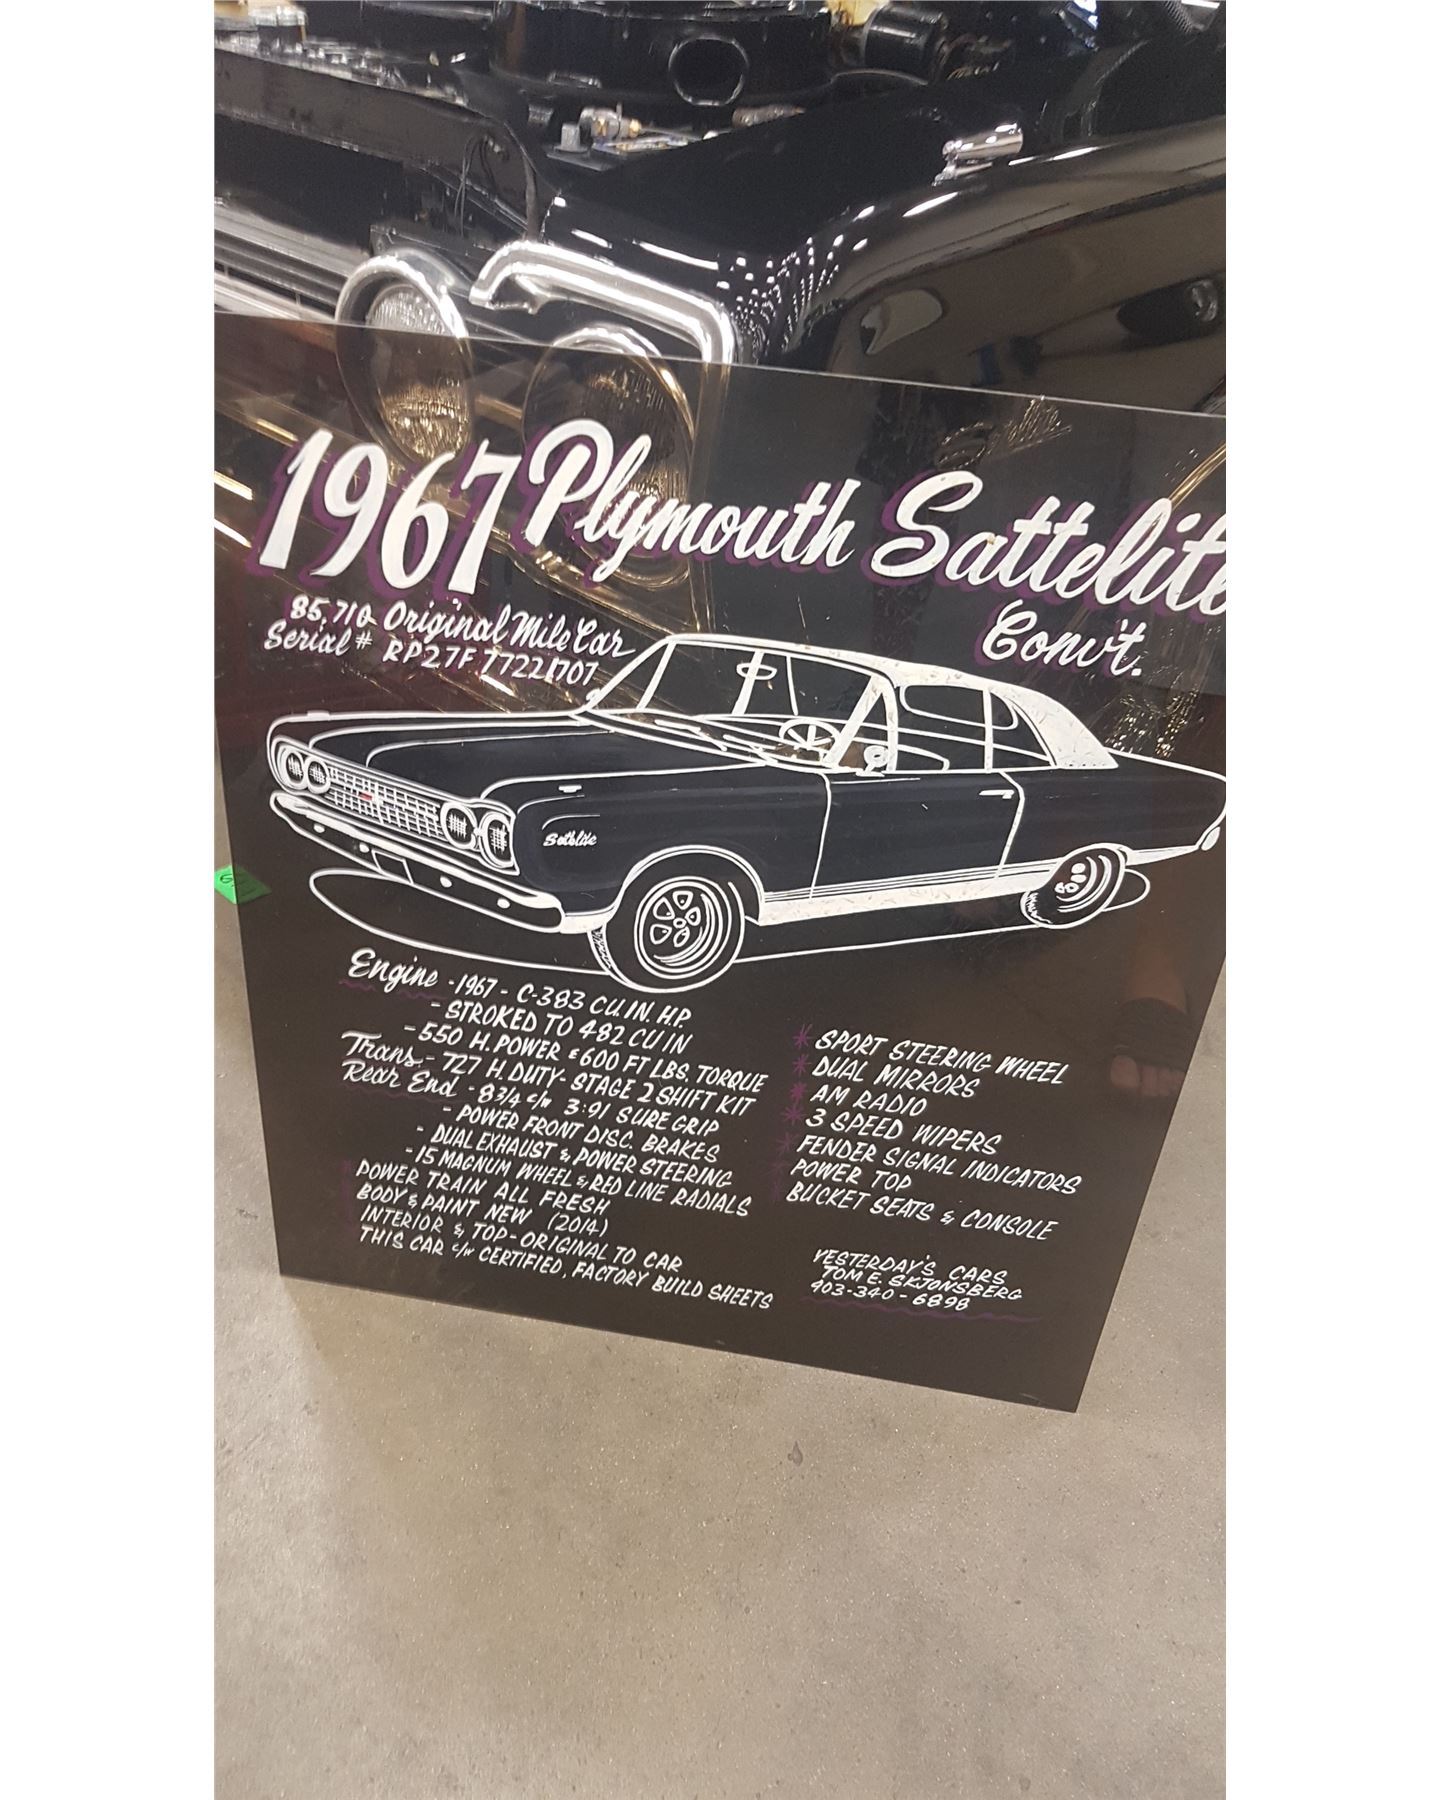 1967 Plymouth Sattelite
Conv't.
85,710 Original Mile Car
Serial # RP27F
Sattelite
Engine - 1967 - C-383 CU.IN. H.P.
- STROKED TO 482 CU IN
- 550 H. POWER & 600 FT LBS. TORQUE
Trans. - 727 H. DUTY - STAGE 2 SHIFT KIT
Rear End - 8 3/4 c/w 3:91 SURE GRIP
- POWER FRONT DISC. BRAKES
- DUAL EXHAUST & POWER STEERING
- 15 MAGNUM WHEEL & RED LINE RADIALS
POWER TRAIN ALL FRESH
BODY & PAINT NEW (2014)
INTERIOR & TOP - ORIGINAL TO CAR
THIS CAR c/w CERTIFIED, FACTORY BUILD SHEETS
* SPORT STEERING WHEEL
* DUAL MIRRORS
* AM RADIO
* 3 SPEED WIPERS
* FENDER SIGNAL INDICATORS
* POWER TOP
* BUCKET SEATS & CONSOLE
YESTERDAY'S CARS
TOM E. SKJONSBERG
403-340-6898